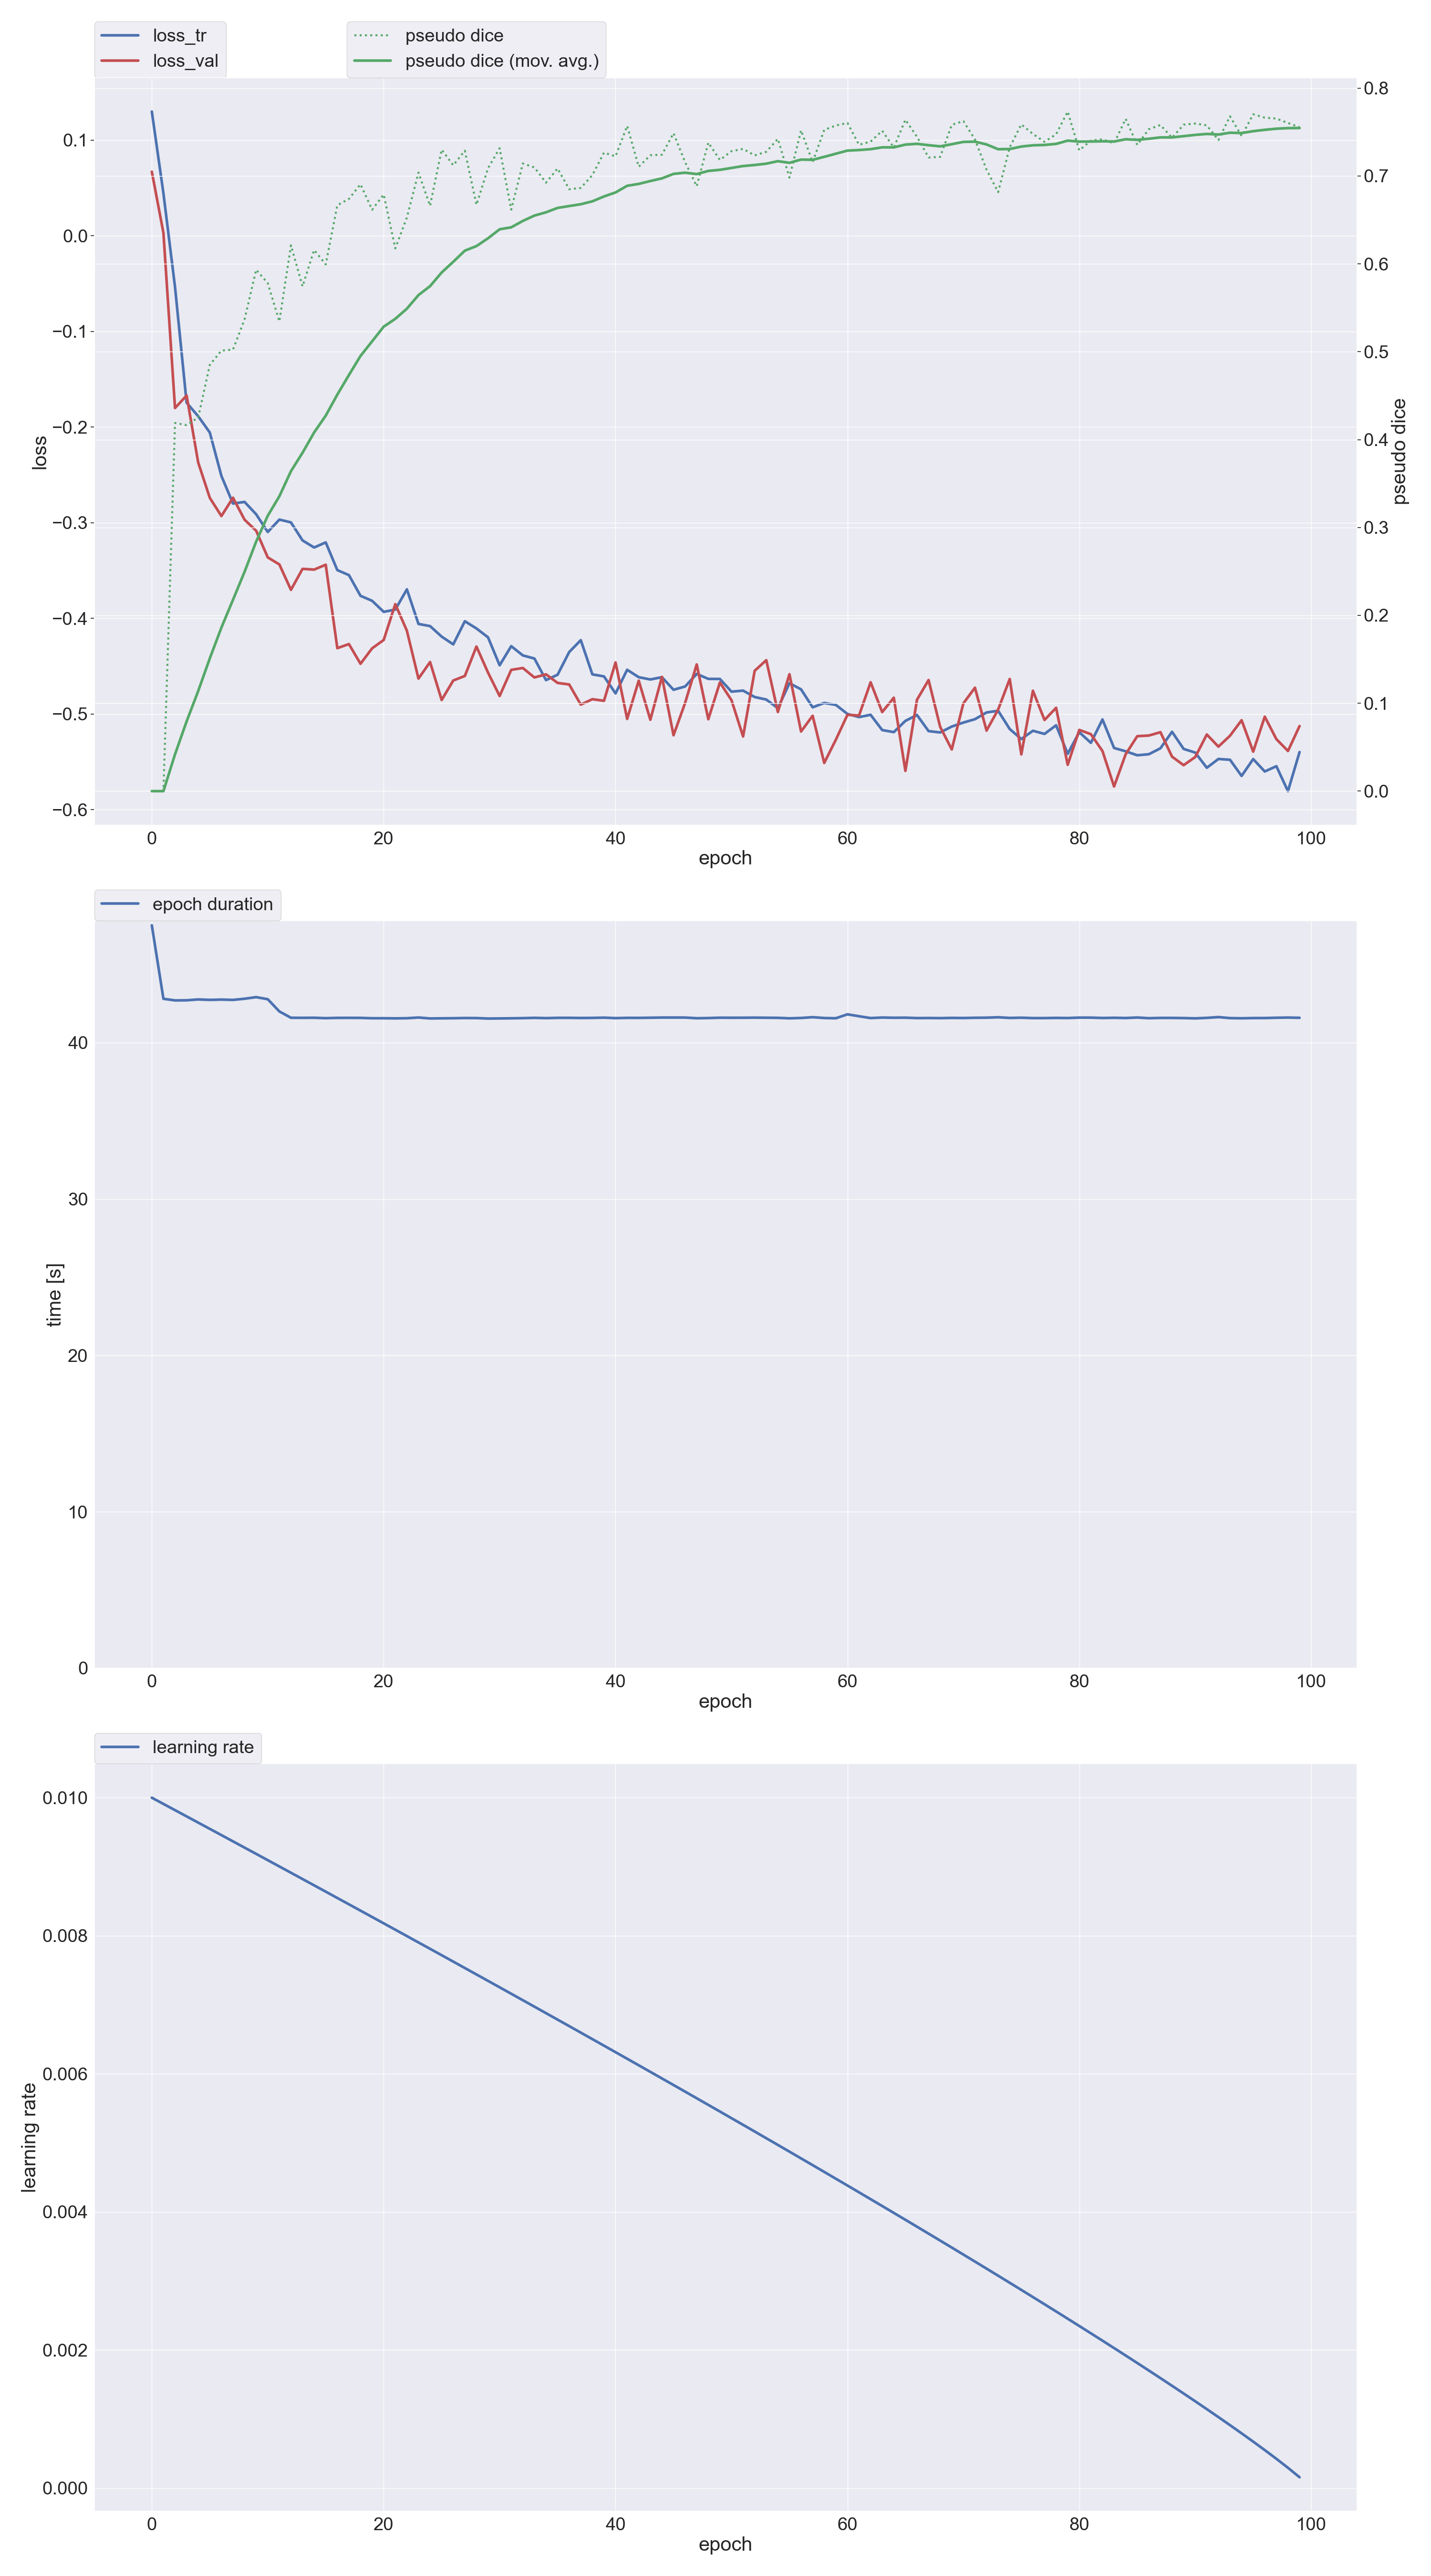 loss_tr
loss_val
pseudo dice
pseudo dice (mov. avg.)
0.1
0.0
−0.1
−0.2
−0.3
−0.4
−0.5
−0.6
loss
0.8
0.7
0.6
0.5
0.4
0.3
0.2
0.1
0.0
pseudo dice
0 20 40 60 80 100
epoch
epoch duration
40
30
20
10
0
time [s]
0 20 40 60 80 100
epoch
learning rate
0.010
0.008
0.006
0.004
0.002
0.000
learning rate
0 20 40 60 80 100
epoch